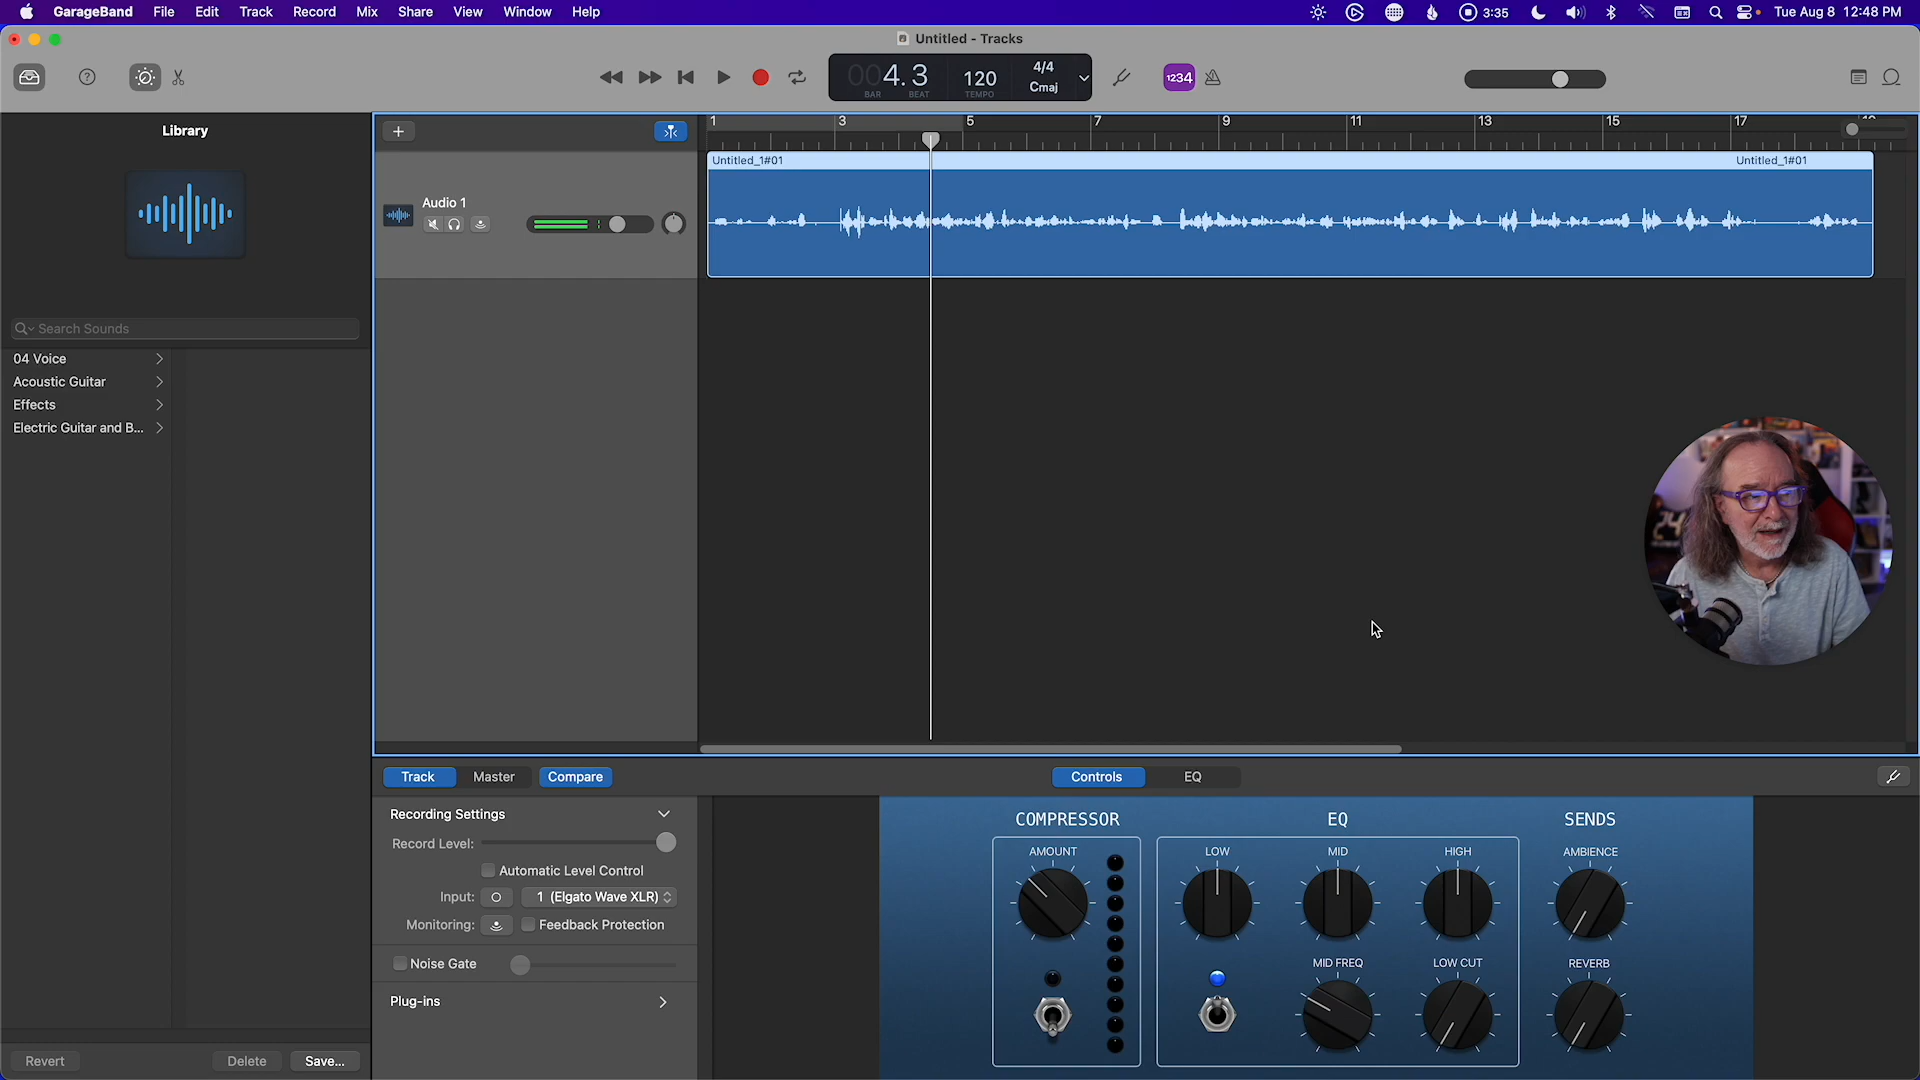 GarageBand File Edit Track Record Mix Share View Window Help
3:35 Tue Aug 8 12:48 PM
Untitled - Tracks
004.3 120 4/4 Cmaj
BAR BEAT TEMPO
1234
Library
1 3 5 7 9 11 13 15 17
Untitled_1#01 Untitled_1#01
Audio 1
Search Sounds
04 Voice
Acoustic Guitar
Effects
Electric Guitar and B...
Revert Delete Save...
Track Master Compare
Controls EQ
Recording Settings
Record Level:
Automatic Level Control
Input: 1 (Elgato Wave XLR)
Monitoring: Feedback Protection
Noise Gate
Plug-ins
COMPRESSOR EQ SENDS
AMOUNT LOW MID HIGH AMBIENCE
MID FREQ LOW CUT REVERB